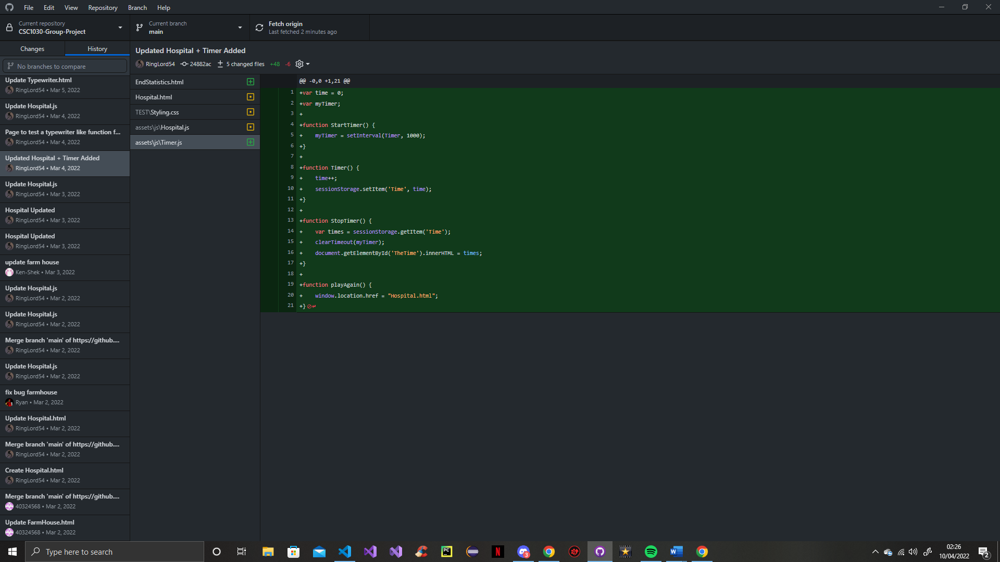 File Edit View Repository Branch Help
Current repository
CSC1030-Group-Project
Current branch
main
Fetch origin
Last fetched 2 minutes ago
Changes
History
No branches to compare
Update Typewriter.html
RingLord54 • Mar 5, 2022
Update Hospital.js
RingLord54 • Mar 4, 2022
Page to test a typewriter like function f...
RingLord54 • Mar 4, 2022
Updated Hospital + Timer Added
RingLord54 • Mar 4, 2022
Update Hospital.js
RingLord54 • Mar 3, 2022
Hospital Updated
RingLord54 • Mar 3, 2022
Hospital Updated
RingLord54 • Mar 3, 2022
update farm house
Ken-Shek • Mar 3, 2022
Update Hospital.js
RingLord54 • Mar 2, 2022
Update Hospital.js
RingLord54 • Mar 2, 2022
Merge branch 'main' of https://github....
RingLord54 • Mar 2, 2022
Update Hospital.js
RingLord54 • Mar 2, 2022
fix bug farmhouse
Ryan • Mar 2, 2022
Update Hospital.html
RingLord54 • Mar 2, 2022
Merge branch 'main' of https://github....
RingLord54 • Mar 2, 2022
Create Hospital.html
RingLord54 • Mar 2, 2022
Merge branch 'main' of https://github....
40324568 • Mar 2, 2022
Update FarmHouse.html
40324568 • Mar 2, 2022
Updated Hospital + Timer Added
RingLord54 24882ac 5 changed files +48 -6
EndStatistics.html
Hospital.html
TEST\Styling.css
assets\js\Hospital.js
assets\js\Timer.js
@@ -0,0 +1,21 @@
1 +var time = 0;
2 +var myTimer;
3 +
4 +function StartTimer() {
5 +    myTimer = setInterval(Timer, 1000);
6 +}
7 +
8 +function Timer() {
9 +    time++;
10 +    sessionStorage.setItem('Time', time);
11 +}
12 +
13 +function StopTimer() {
14 +    var times = sessionStorage.getItem('Time');
15 +    clearTimeout(myTimer);
16 +    document.getElementById('TheTime').innerHTML = times;
17 +}
18 +
19 +function playAgain() {
20 +    window.location.href = "Hospital.html";
21 +}
Type here to search
PC
N
3
W
02:26
10/04/2022
2